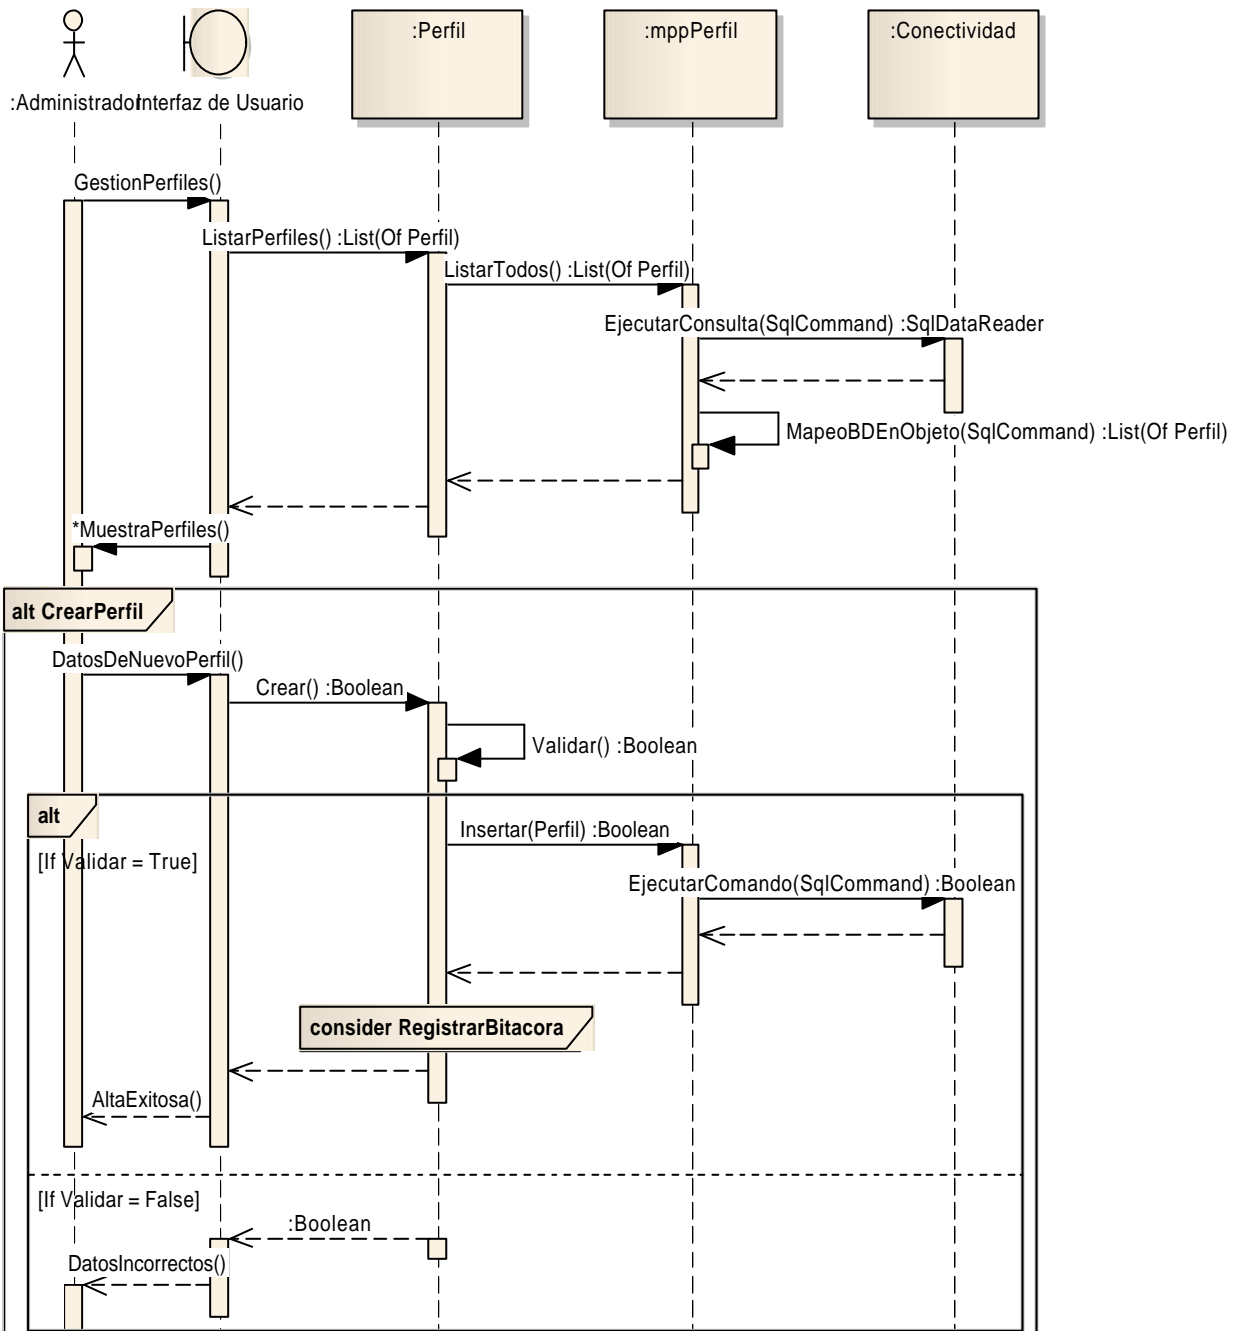 :Administrador
Interfaz de Usuario
:Perfil
:mppPerfil
:Conectividad
GestionPerfiles()
ListarPerfiles() :List(Of Perfil)
ListarTodos() :List(Of Perfil)
EjecutarConsulta(SqlCommand) :SqlDataReader
MapeoBDEnObjeto(SqlCommand) :List(Of Perfil)
*MuestraPerfiles()
alt CrearPerfil
DatosDeNuevoPerfil()
Crear() :Boolean
Validar() :Boolean
alt
[If Validar = True]
Insertar(Perfil) :Boolean
EjecutarComando(SqlCommand) :Boolean
consider RegistrarBitacora
AltaExitosa()
[If Validar = False]
:Boolean
DatosIncorrectos()